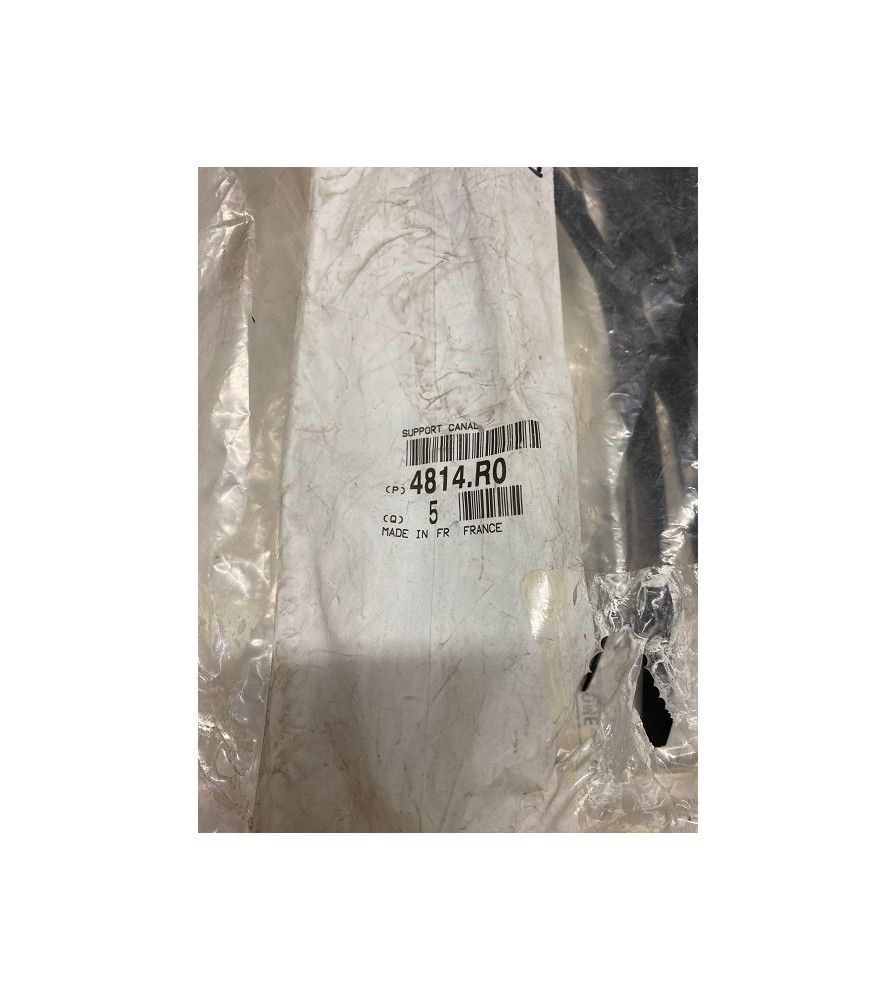 SUPPORT CANAL
(P) 4814.R0
(Q) 5
MADE IN FR FRANCE